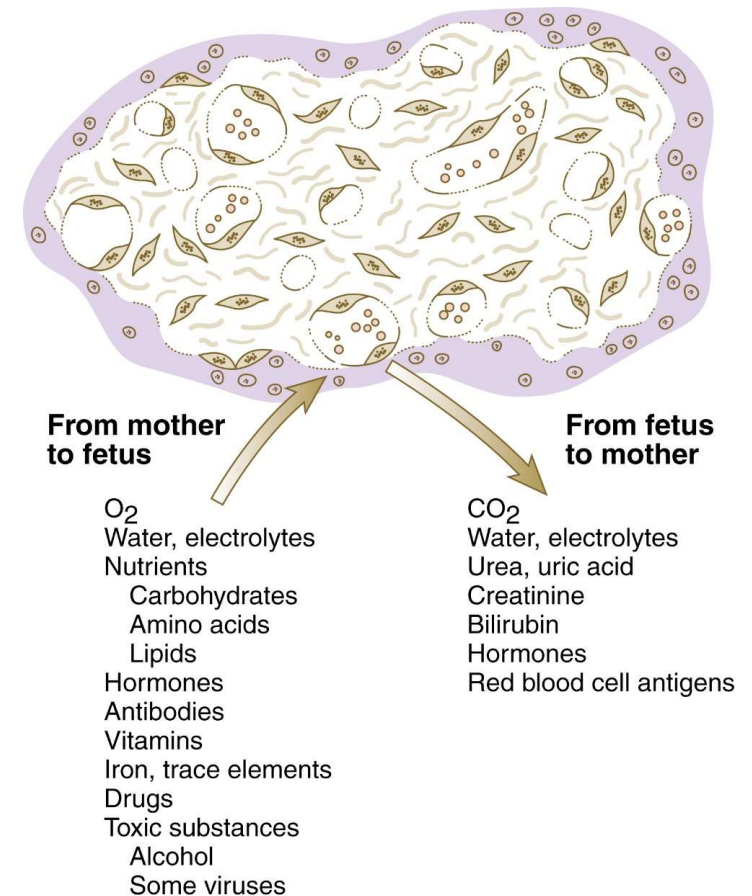 From mother
to fetus
O2
Water, electrolytes
Nutrients
Carbohydrates
Amino acids
Lipids
Hormones
Antibodies
Vitamins
Iron, trace elements
Drugs
Toxic substances
Alcohol
Some viruses
From fetus
to mother
CO2
Water, electrolytes
Urea, uric acid
Creatinine
Bilirubin
Hormones
Red blood cell antigens